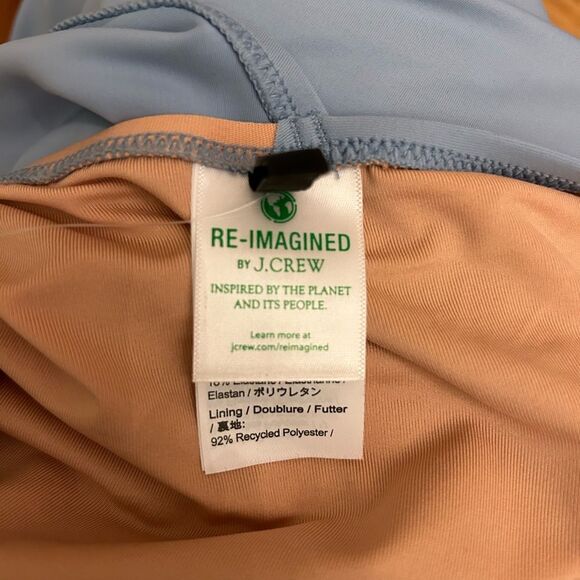 RE-IMAGINED
BY J.CREW
INSPIRED BY THE PLANET
AND ITS PEOPLE.
Learn more at
jcrew.com/reimagined
Elastan / ポリウレタン
Lining / Doublure / Futter
/ 裏地:
92% Recycled Polyester /